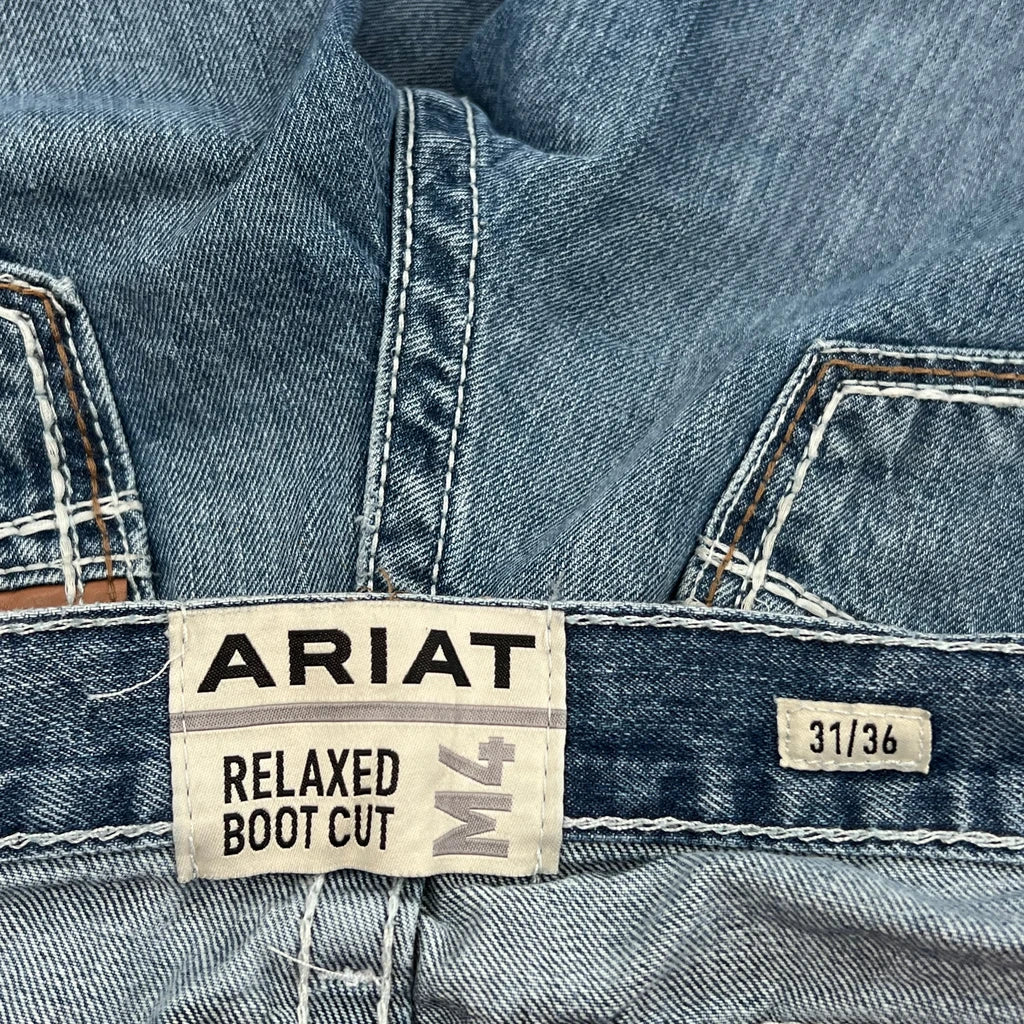 ARIAT
RELAXED
BOOT CUT
M4
31/36